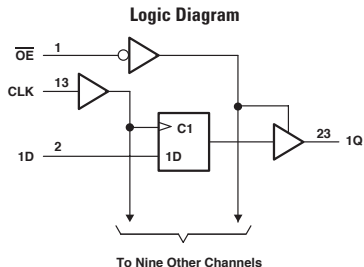 Logic Diagram
OE 1
CLK 13
C1
1D 2
1D
23 1Q
To Nine Other Channels